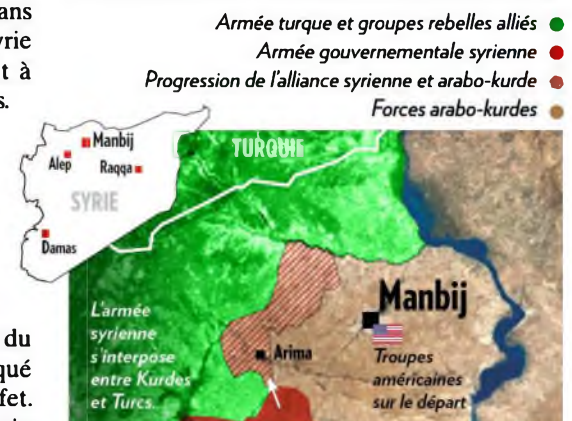 ans
yrie
t à
s.
Armée turque et groupes rebelles alliés
Armée gouvernementale syrienne
Progression de l'alliance syrienne et arabo-kurde
Forces arabo-kurdes
Manbij
Alep
Raqqa
SYRIE
Damas
TURQUIE
L'armée
syrienne
s'interpose
entre Kurdes
et Turcs...
Manbij
Arima
Troupes
américaines
sur le départ
du
qué
fet.